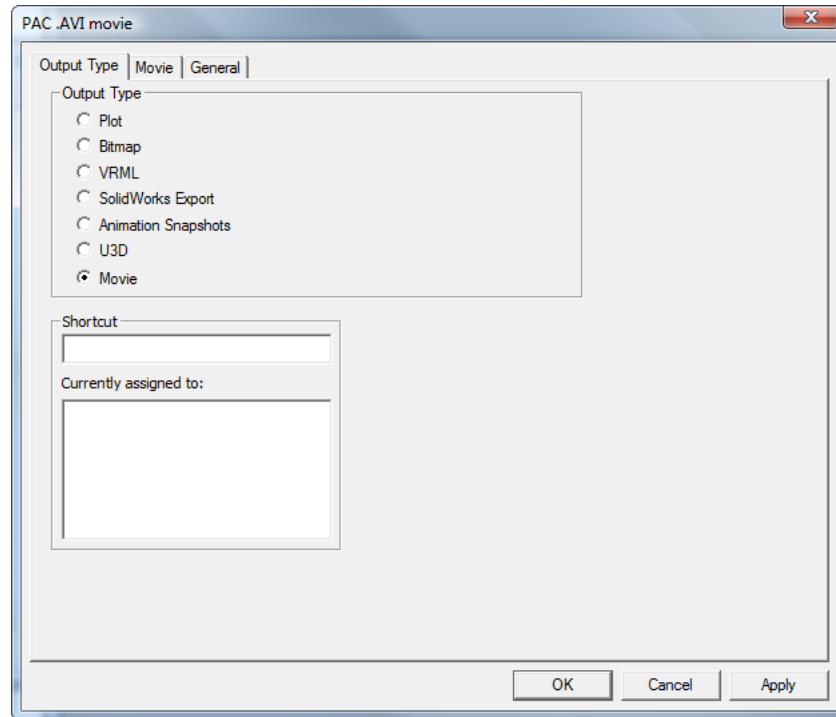 PAC .AVI movie
Output Type
Movie
General
Output Type
Plot
Bitmap
VRML
SolidWorks Export
Animation Snapshots
U3D
Movie
Shortcut
Currently assigned to:
OK
Cancel
Apply